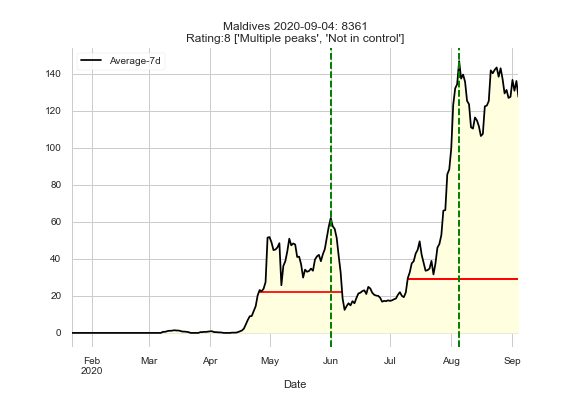 Maldives 2020-09-04: 8361
Rating:8 ['Multiple peaks', 'Not in control']
Average-7d
140
120
100
80
60
40
20
0
Feb Mar Apr May Jun Jul Aug Sep
2020
Date